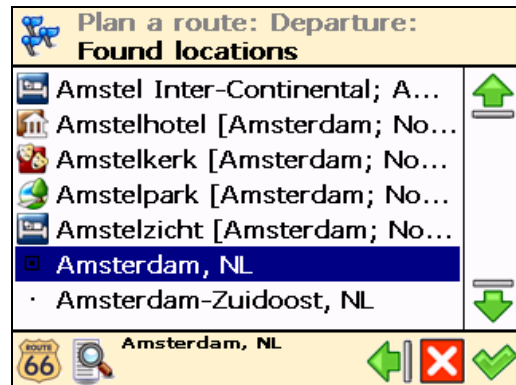 Plan a route: Departure:
Found locations
Amstel Inter-Continental; A...
Amstelhotel [Amsterdam; No...
Amstelkerk [Amsterdam; No...
Amstelpark [Amsterdam; No...
Amstelzicht [Amsterdam; No...
Amsterdam, NL
Amsterdam-Zuidoost, NL
ROUTE
66
Amsterdam, NL